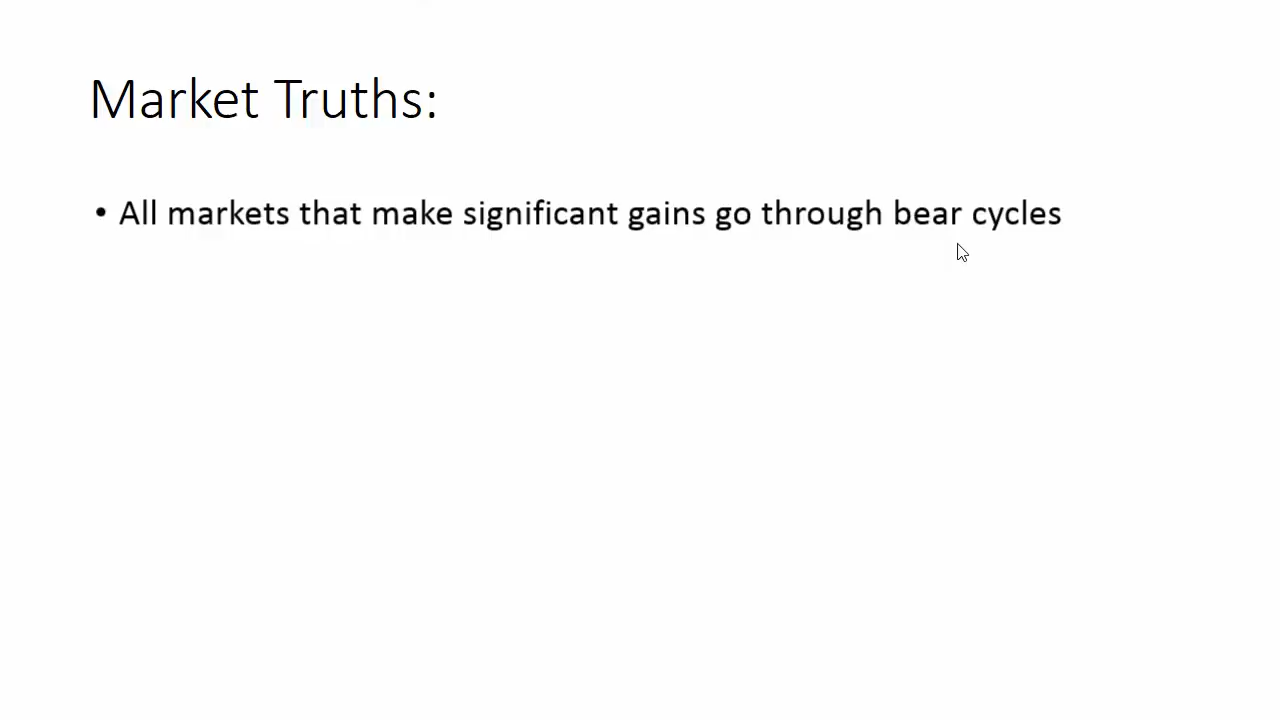 Market Truths:
• All markets that make significant gains go through bear cycles